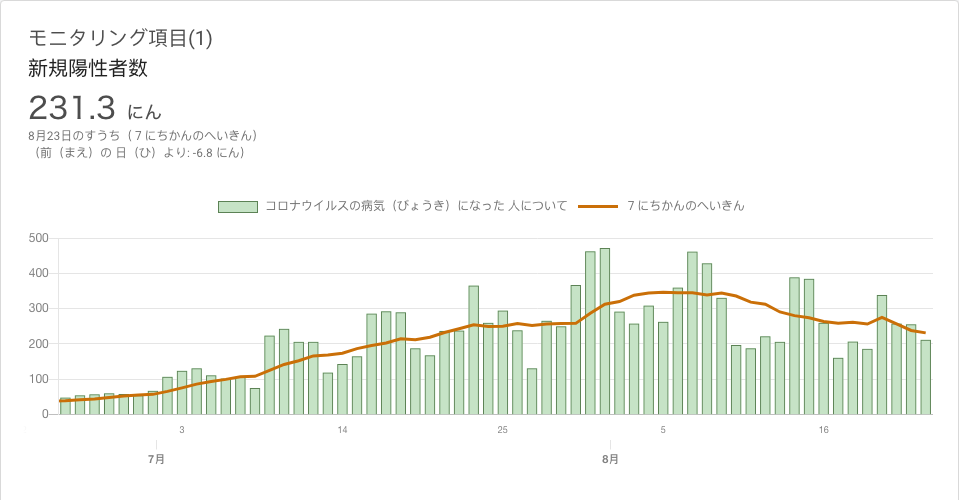 モニタリング項目(1)
新規陽性者数
231.3 にん
8月23日のすうち（７にちかんのへいきん）
（前（まえ）の 日（ひ）より: -6.8 にん）
コロナウイルスの病気（びょうき）になった 人について ７にちかんのへいきん
500
400
300
200
100
0
3 14 25 5 16
7月 8月